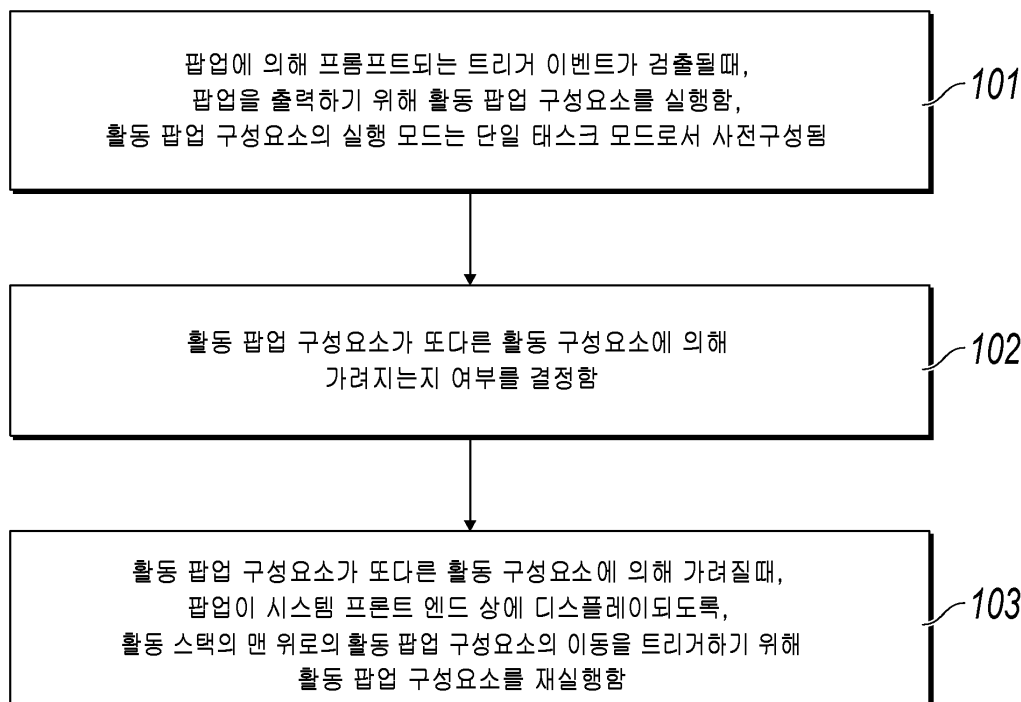 팝업에 의해 프롬프트되는 트리거 이벤트가 검출될때,
팝업을 출력하기 위해 활동 팝업 구성요소를 실행함,
활동 팝업 구성요소의 실행 모드는 단일 태스크 모드로서 사전구성됨
101
활동 팝업 구성요소가 또다른 활동 구성요소에 의해
가려지는지 여부를 결정함
102
활동 팝업 구성요소가 또다른 활동 구성요소에 의해 가려질때,
팝업이 시스템 프론트 엔드 상에 디스플레이되도록,
활동 스택의 맨 위로의 활동 팝업 구성요소의 이동을 트리거하기 위해
활동 팝업 구성요소를 재실행함
103